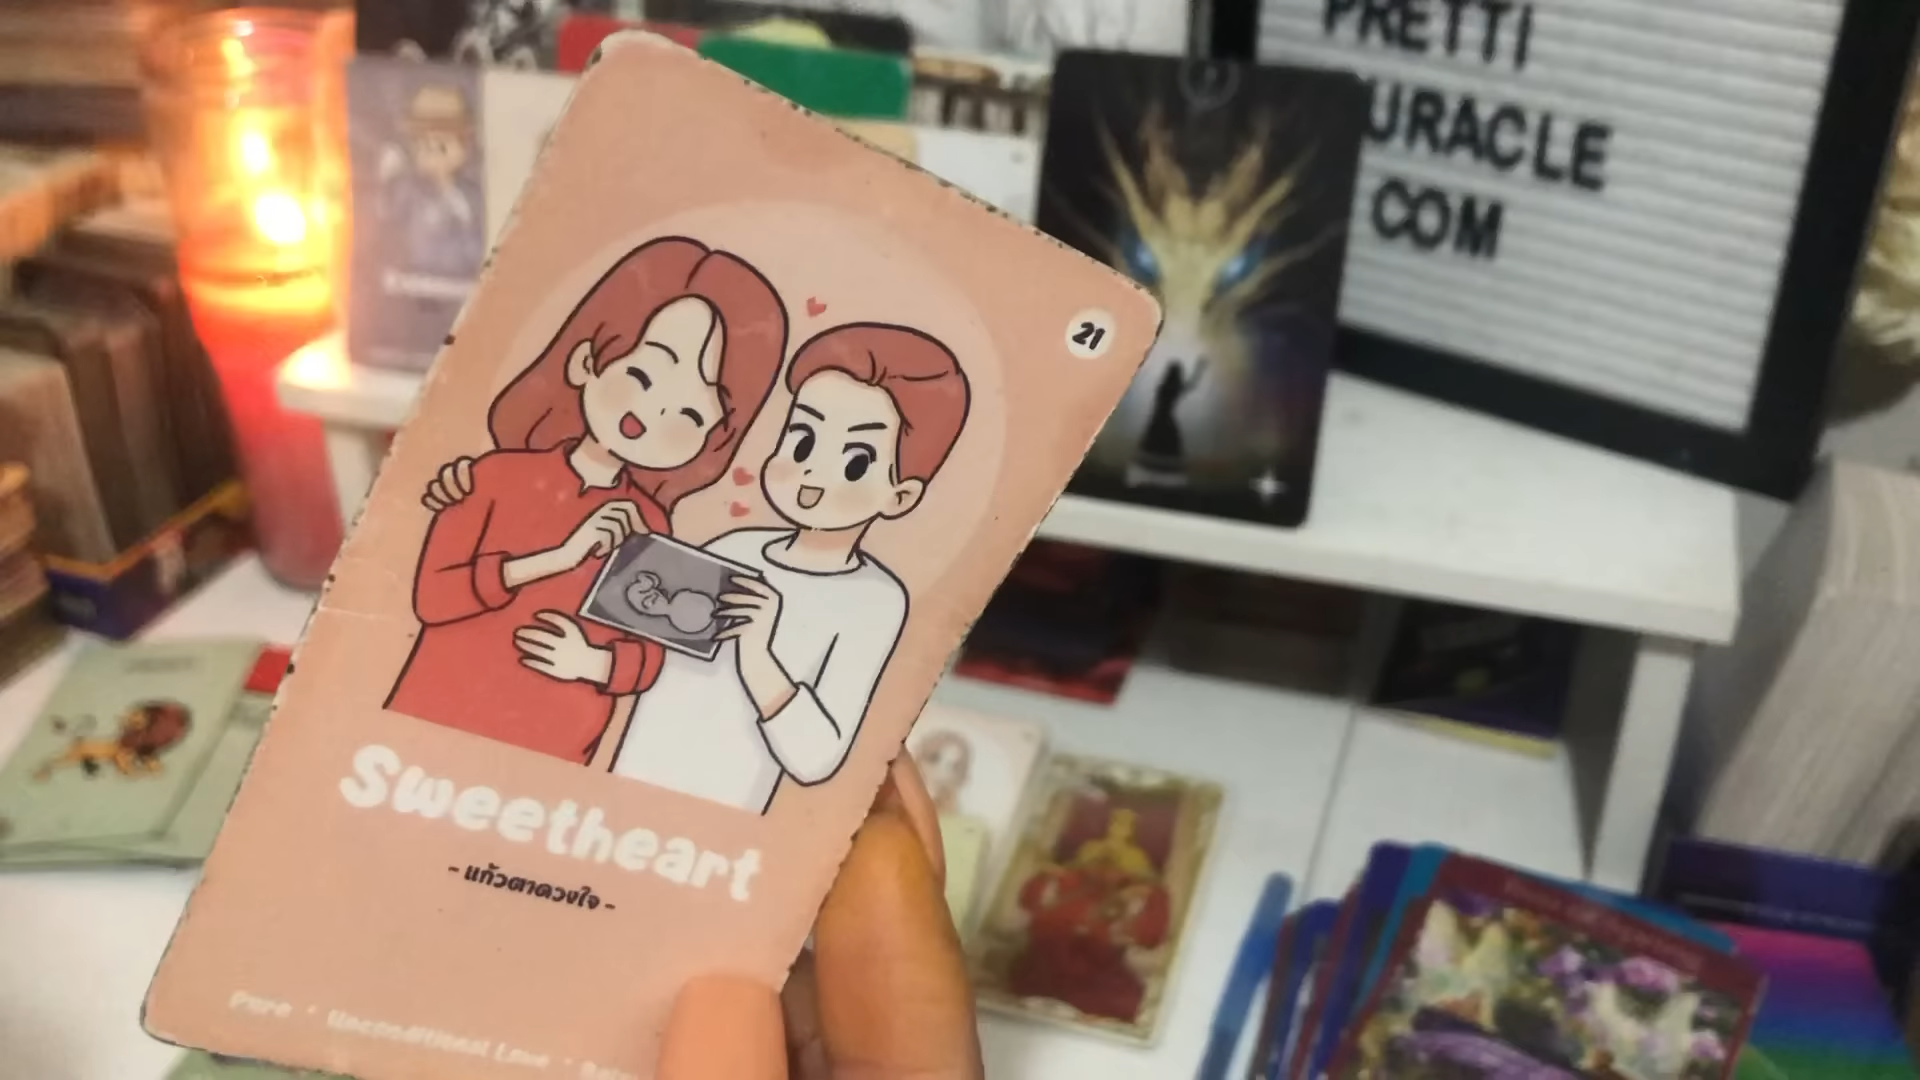 PRETTI
URACLE
COM
21
Sweetheart
- แก้วตาดวงใจ -
Pure * Unconditional Love *